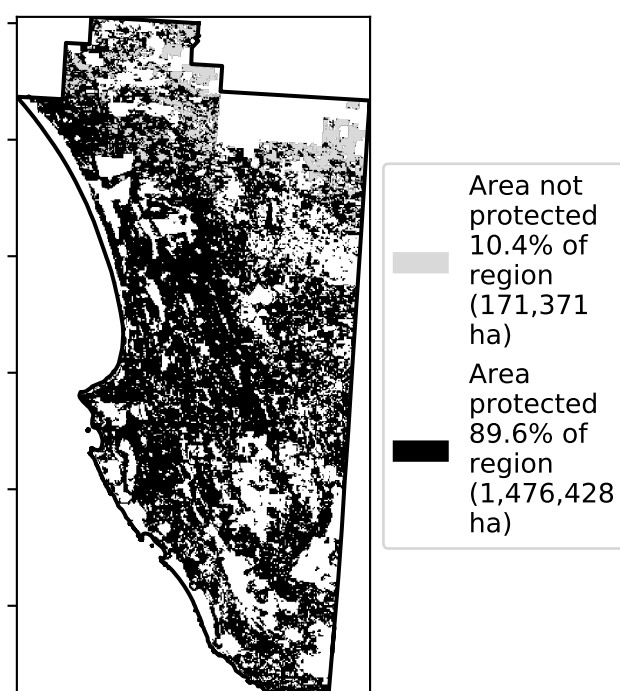 Area not
protected
10.4% of
region
(171,371
ha)
Area
protected
89.6% of
region
(1,476,428
ha)